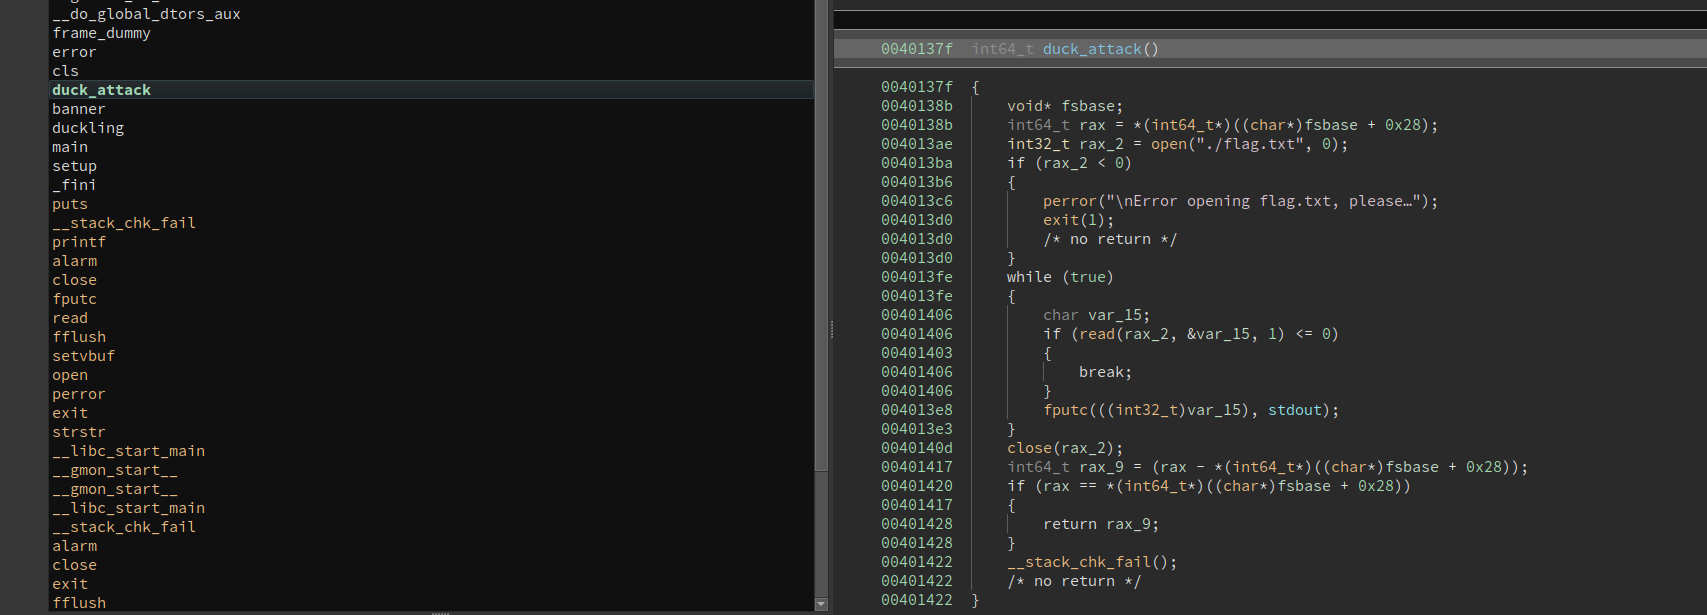 __do_global_dtors_aux
frame_dummy
error
cls
duck_attack
banner
duckling
main
setup
_fini
puts
__stack_chk_fail
printf
alarm
close
fputc
read
fflush
setvbuf
open
perror
exit
strstr
__libc_start_main
__gmon_start__
__gmon_start__
__libc_start_main
__stack_chk_fail
alarm
close
exit
fflush
0040137f int64_t duck_attack()
0040137f {
0040138b void* fsbase;
0040138b int64_t rax = *(int64_t*)((char*)fsbase + 0x28);
004013ae int32_t rax_2 = open("./flag.txt", 0);
004013ba if (rax_2 < 0)
004013b6 {
004013c6 perror("\nError opening flag.txt, please…");
004013d0 exit(1);
004013d0 /* no return */
004013d0 }
004013fe while (true)
004013fe {
00401406 char var_15;
00401406 if (read(rax_2, &var_15, 1) <= 0)
00401403 {
00401406 break;
00401406 }
004013e8 fputc(((int32_t)var_15), stdout);
004013e3 }
0040140d close(rax_2);
00401417 int64_t rax_9 = (rax - *(int64_t*)((char*)fsbase + 0x28));
00401420 if (rax == *(int64_t*)((char*)fsbase + 0x28))
00401417 {
00401428 return rax_9;
00401428 }
00401422 __stack_chk_fail();
00401422 /* no return */
00401422 }